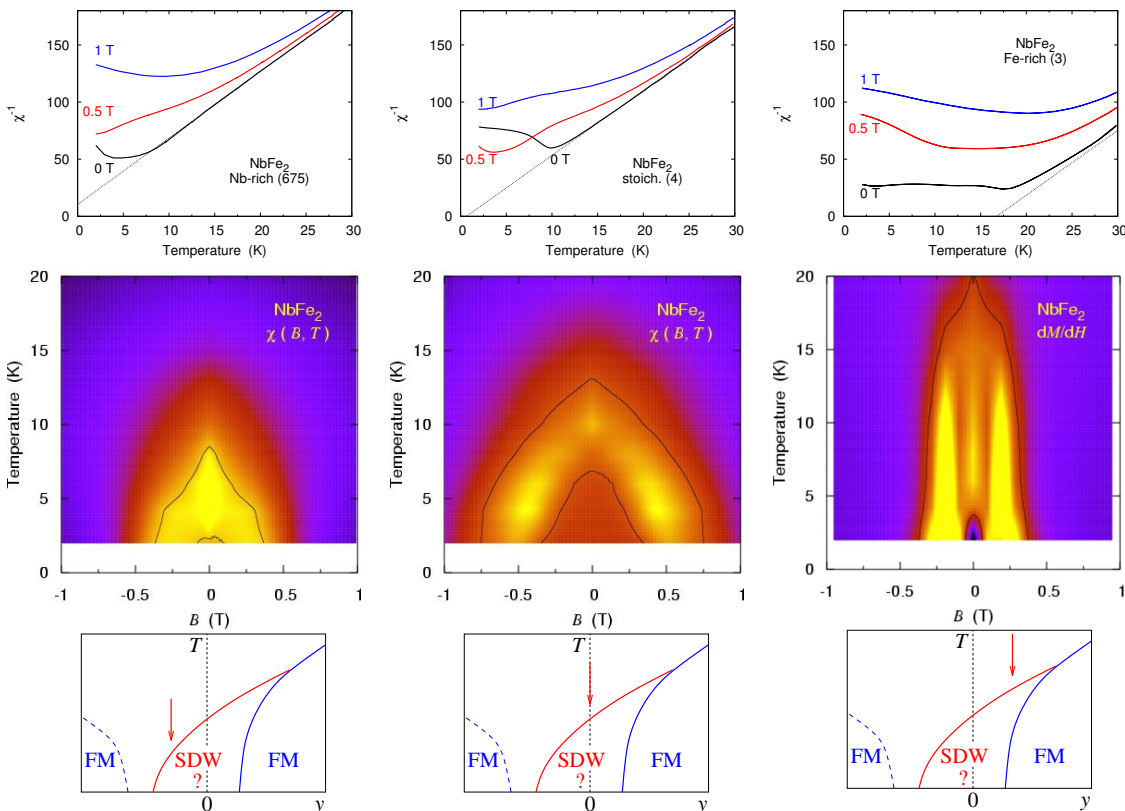 150
100
50
0
χ⁻¹
1 T
0.5 T
0 T
NbFe₂
Nb-rich (675)
0 5 10 15 20 25 30
Temperature (K)
150
100
50
0
χ⁻¹
1 T
0.5 T
0 T
NbFe₂
stoich. (4)
0 5 10 15 20 25 30
Temperature (K)
150
100
50
0
χ⁻¹
NbFe₂
Fe-rich (3)
1 T
0.5 T
0 T
0 5 10 15 20 25 30
Temperature (K)
20
15
10
5
0
Temperature (K)
NbFe₂
χ (B, T)
-1 -0.5 0 0.5 1
B (T)
20
15
10
5
0
Temperature (K)
NbFe₂
χ (B, T)
-1 -0.5 0 0.5 1
B (T)
20
15
10
5
0
Temperature (K)
NbFe₂
dM/dH
-1 -0.5 0 0.5 1
B (T)
T
FM SDW FM
?
0 y
T
FM SDW FM
?
0 y
T
FM SDW FM
?
0 y